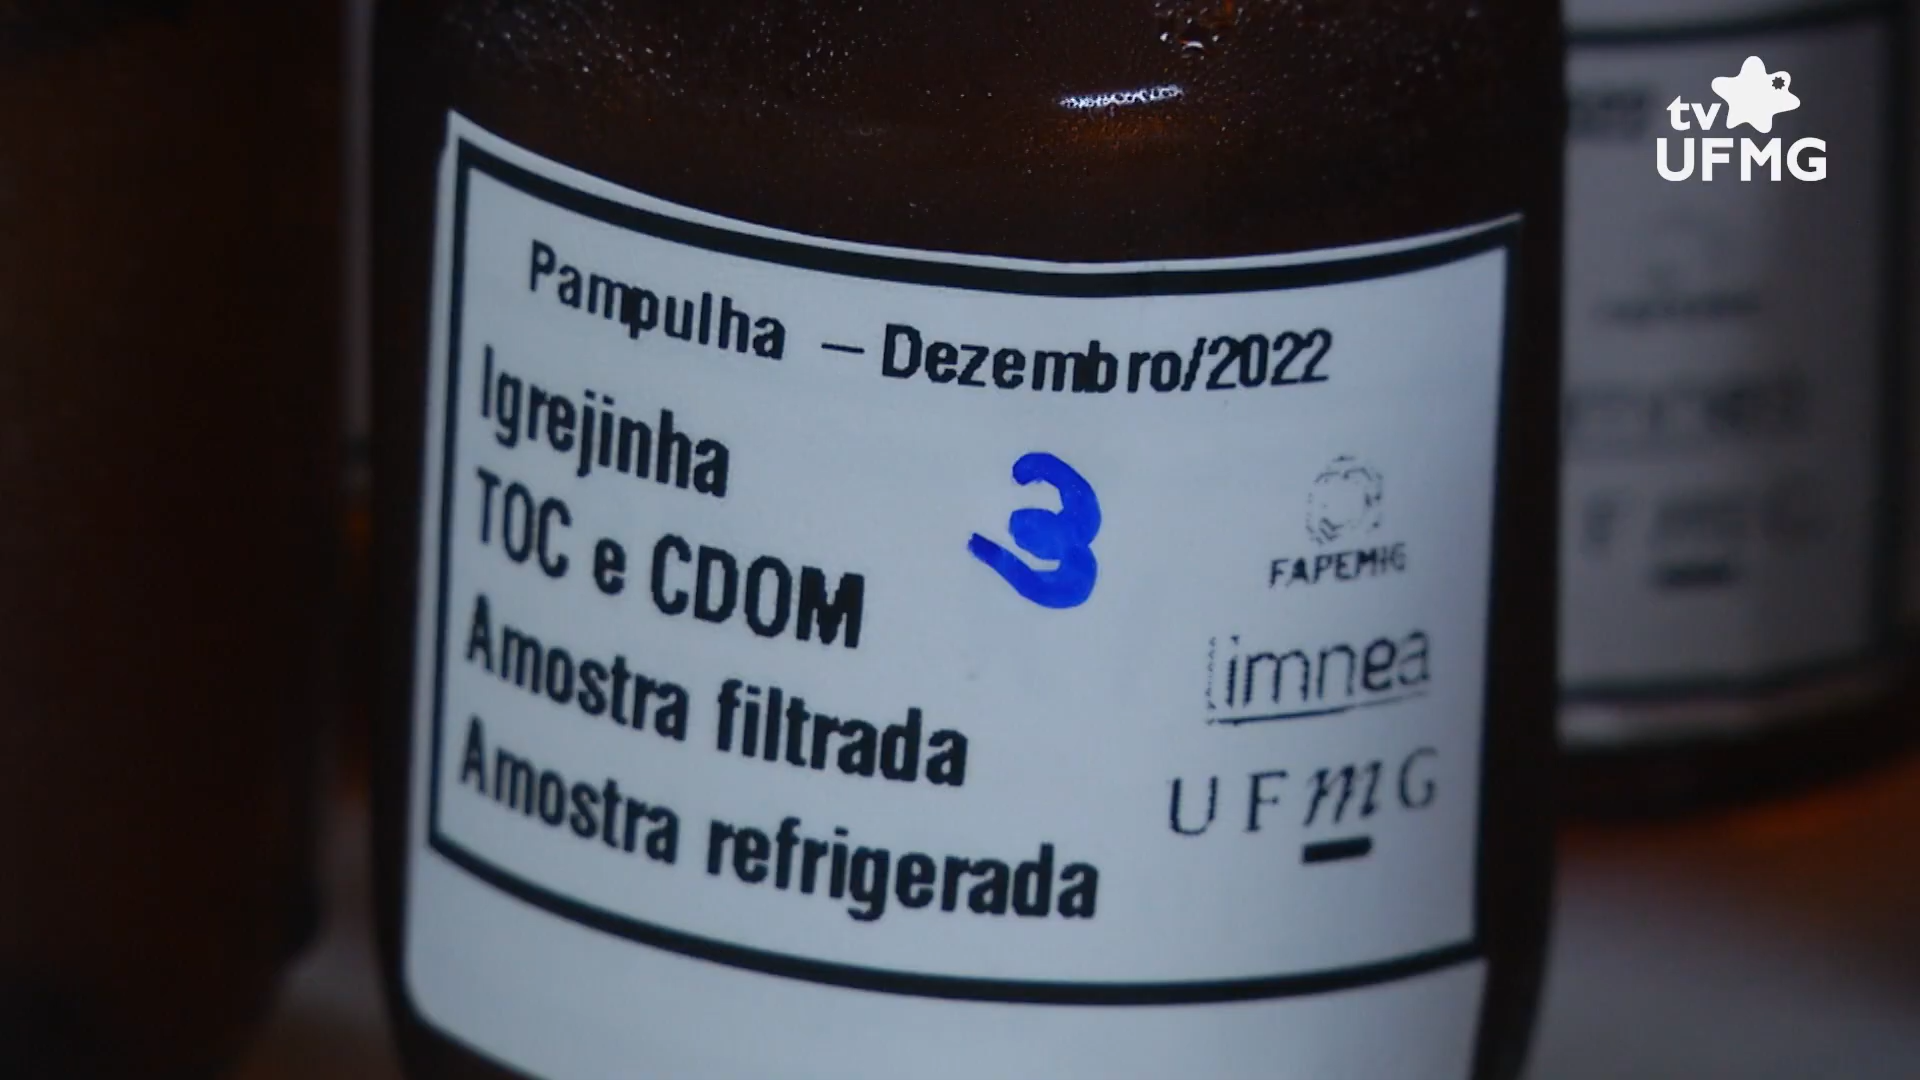 tv
UFMG
Pampulha – Dezembro/2022
Igrejinha
TOC e CDOM
Amostra filtrada
Amostra refrigerada
3
FAPEMIG
limnea
UFmG